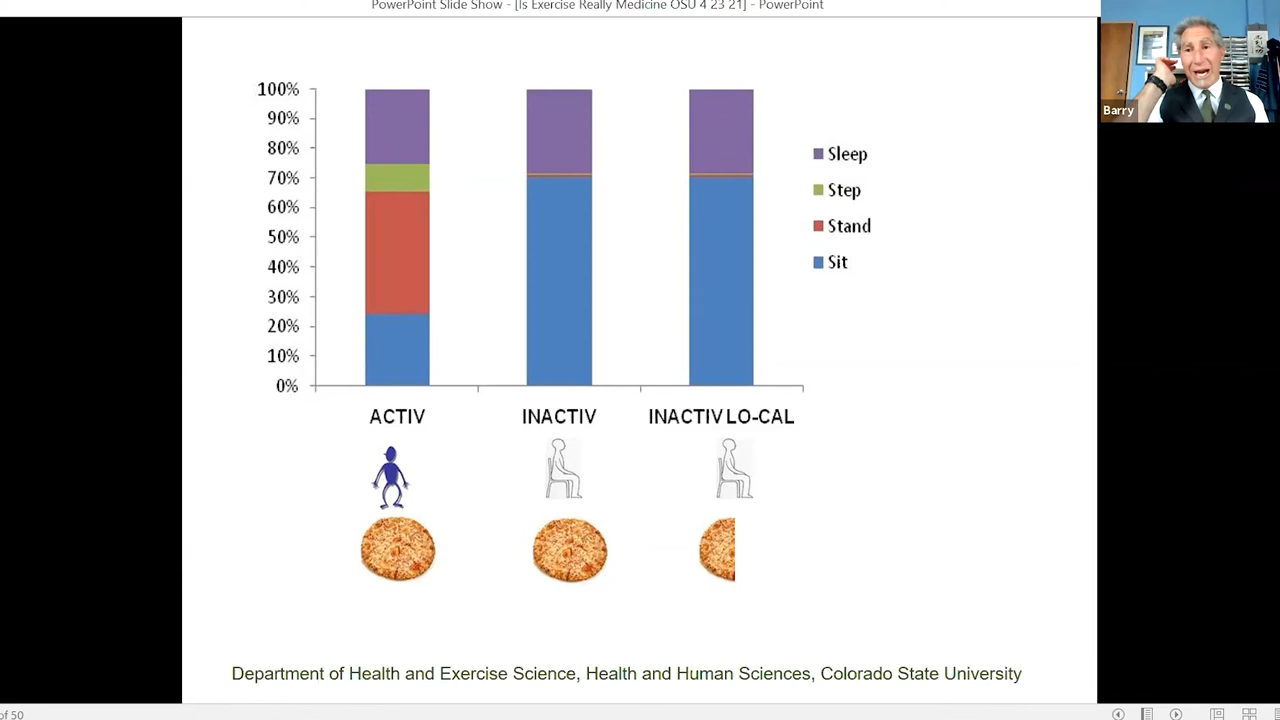 PowerPoint Slide Show - [Is Exercise Really Medicine OSU 4 23 21] - PowerPoint
Barry
100%
90%
80%
70%
60%
50%
40%
30%
20%
10%
0%
Sleep
Step
Stand
Sit
ACTIV INACTIV INACTIV LO-CAL
Department of Health and Exercise Science, Health and Human Sciences, Colorado State University
of 50